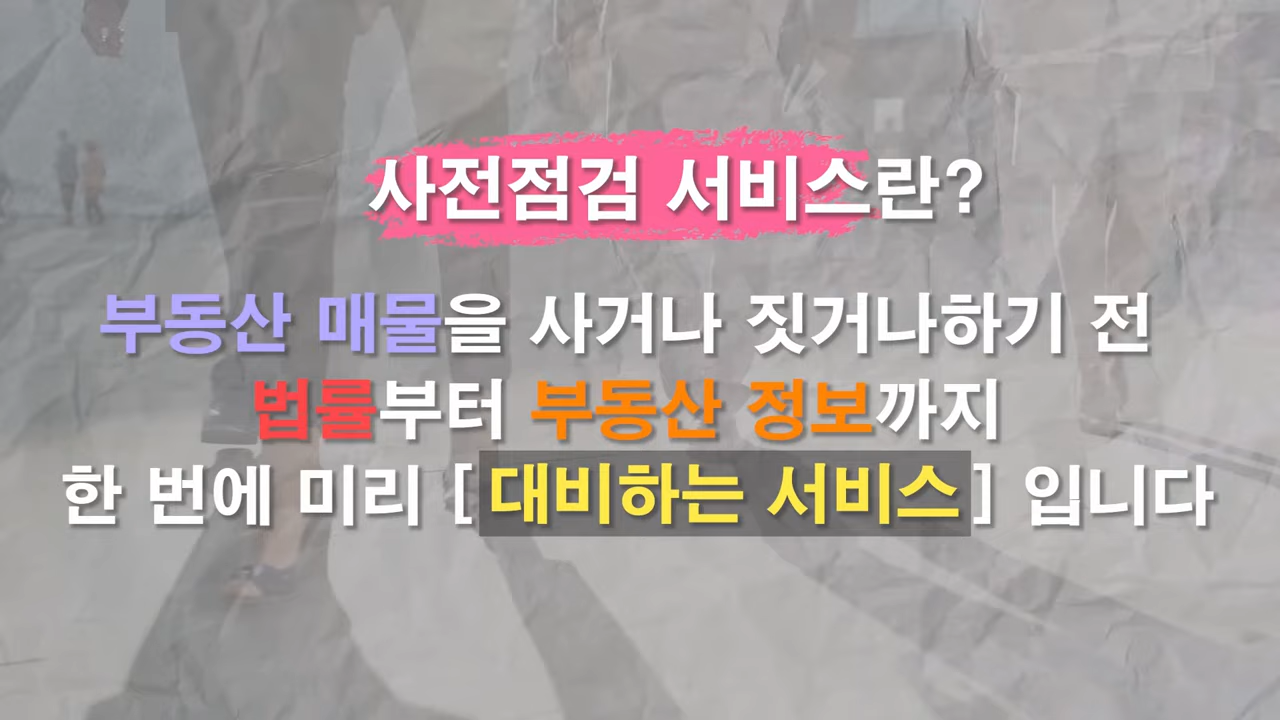 사전점검 서비스란?
부동산 매물을 사거나 짓거나하기 전
법률부터 부동산 정보까지
한 번에 미리 [대비하는 서비스] 입니다